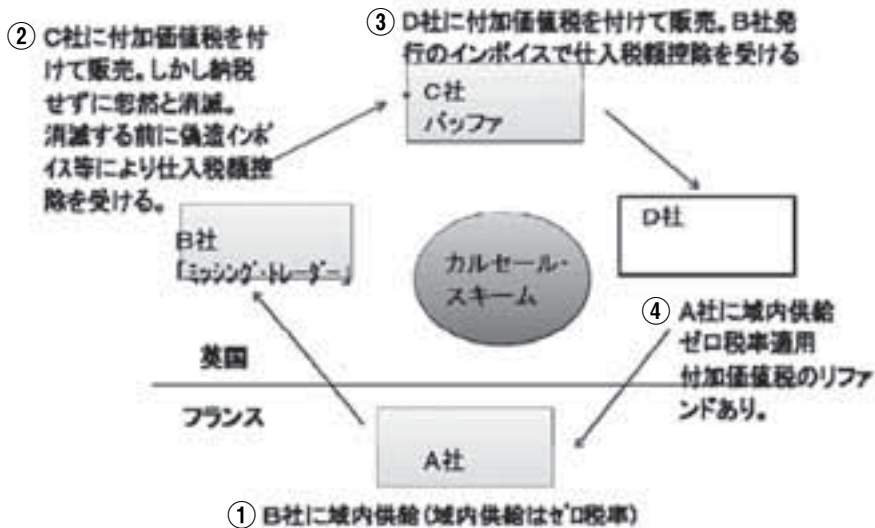 ② C社に付加価値税を付
けて販売。しかし納税
せずに忽然と消滅。
消滅する前に偽造インボ
イス等により仕入税額控
除を受ける。
③ D社に付加価値税を付けて販売。B社発
行のインボイスで仕入税額控除を受ける
C社
バッファ
B社
「ミッシング・トレーダー」
カルセール・
スキーム
D社
④ A社に域内供給
ゼロ税率適用
付加価値税のリファ
ンドあり。
英国
フランス
A社
① B社に域内供給(域内供給はゼロ税率)